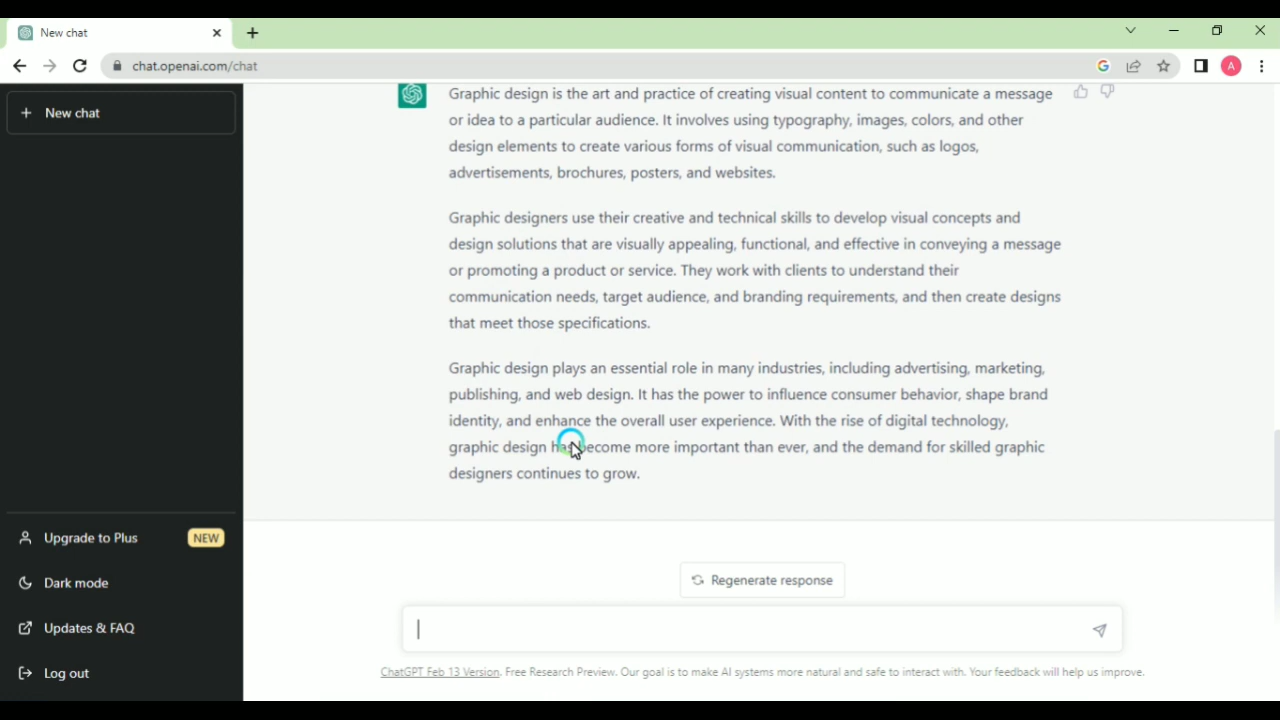 New chat
chat.openai.com/chat
A
New chat
Graphic design is the art and practice of creating visual content to communicate a message
or idea to a particular audience. It involves using typography, images, colors, and other
design elements to create various forms of visual communication, such as logos,
advertisements, brochures, posters, and websites.
Graphic designers use their creative and technical skills to develop visual concepts and
design solutions that are visually appealing, functional, and effective in conveying a message
or promoting a product or service. They work with clients to understand their
communication needs, target audience, and branding requirements, and then create designs
that meet those specifications.
Graphic design plays an essential role in many industries, including advertising, marketing,
publishing, and web design. It has the power to influence consumer behavior, shape brand
identity, and enhance the overall user experience. With the rise of digital technology,
graphic design has become more important than ever, and the demand for skilled graphic
designers continues to grow.
Upgrade to Plus NEW
Dark mode
Updates & FAQ
Log out
Regenerate response
ChatGPT Feb 13 Version. Free Research Preview. Our goal is to make AI systems more natural and safe to interact with. Your feedback will help us improve.